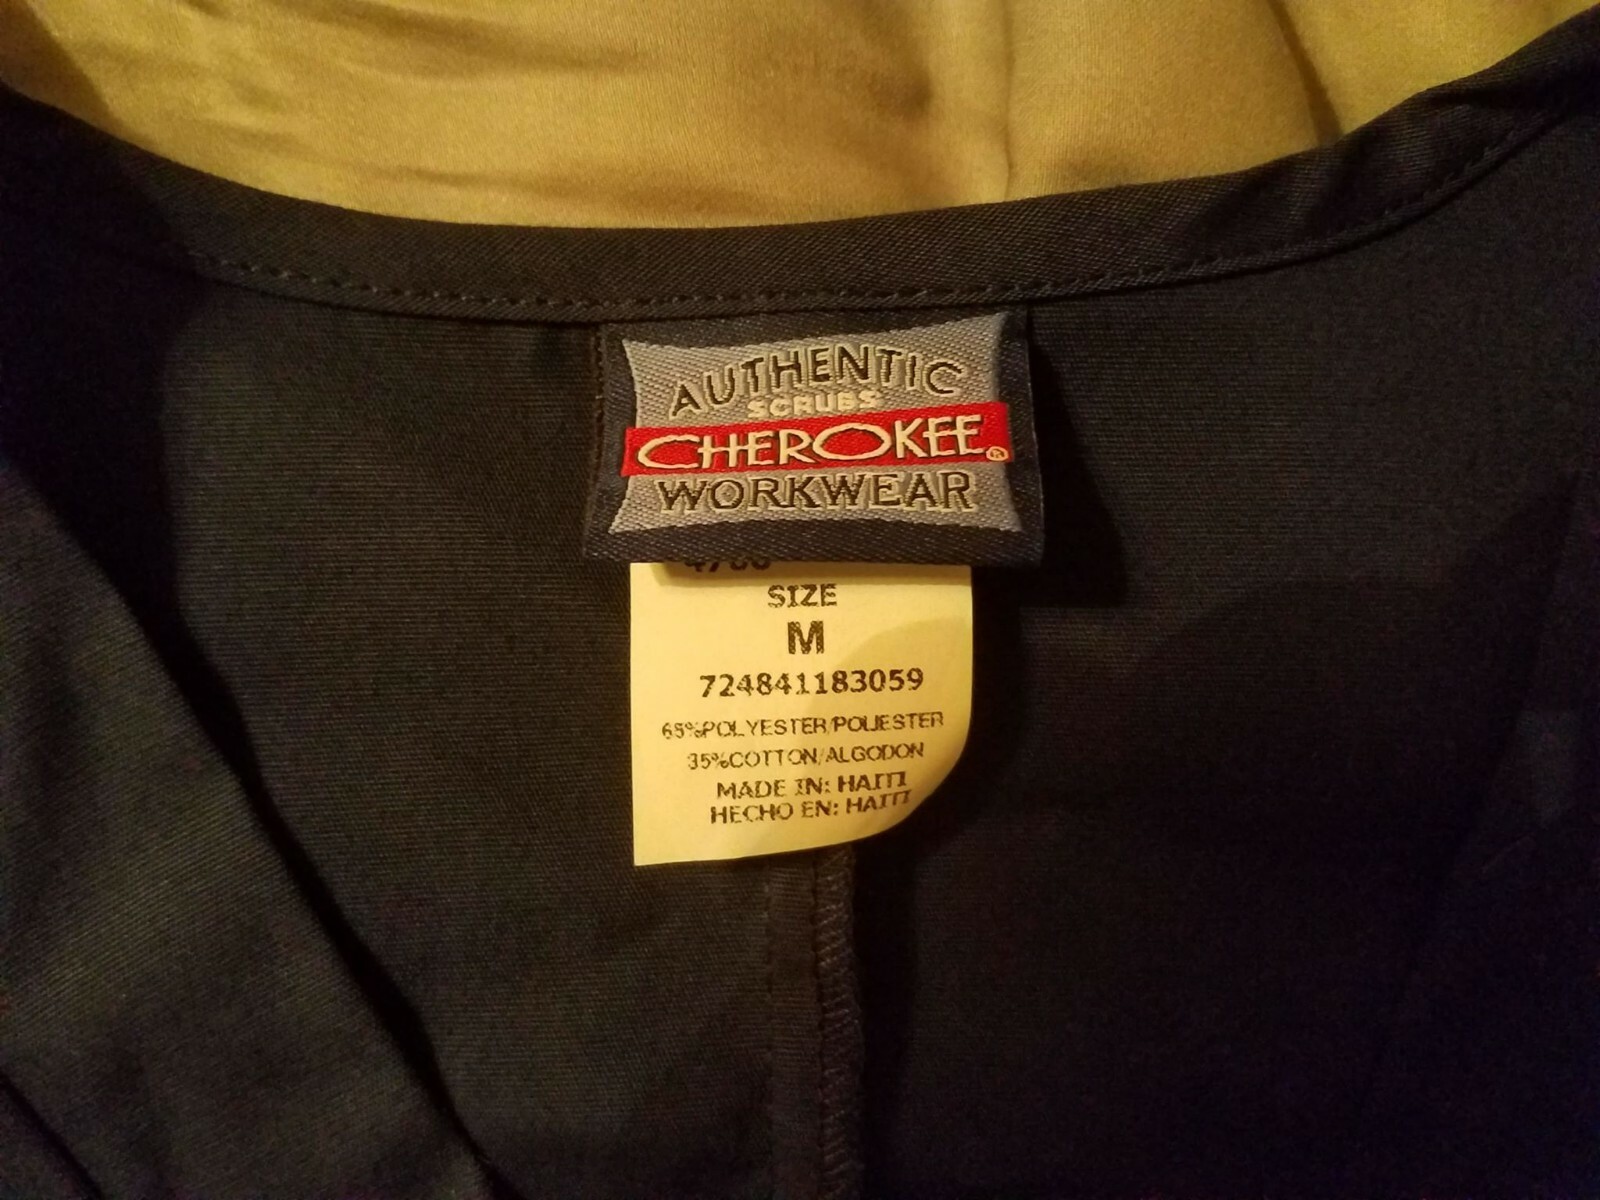 AUTHENTIC
SCRUBS
CHEROKEE®
WORKWEAR
SIZE
M
724841183059
65%POLYESTER/POLIESTER
35%COTTON/ALGODON
MADE IN: HAITI
HECHO EN: HAITI